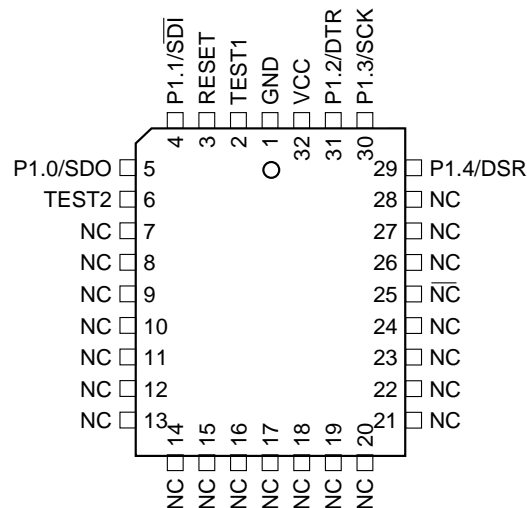 P1.1/S̅D̅I̅
RESET
TEST1
GND
VCC
P1.2/DTR
P1.3/SCK
4
3
2
1
32
31
30
P1.0/SDO 5
29 P1.4/DSR
TEST2 6
28 NC
NC 7
27 NC
NC 8
26 NC
NC 9
25 N̅C̅
NC 10
24 NC
NC 11
23 NC
NC 12
22 NC
NC 13
21 NC
14
15
16
17
18
19
20
NC
NC
NC
NC
NC
NC
NC